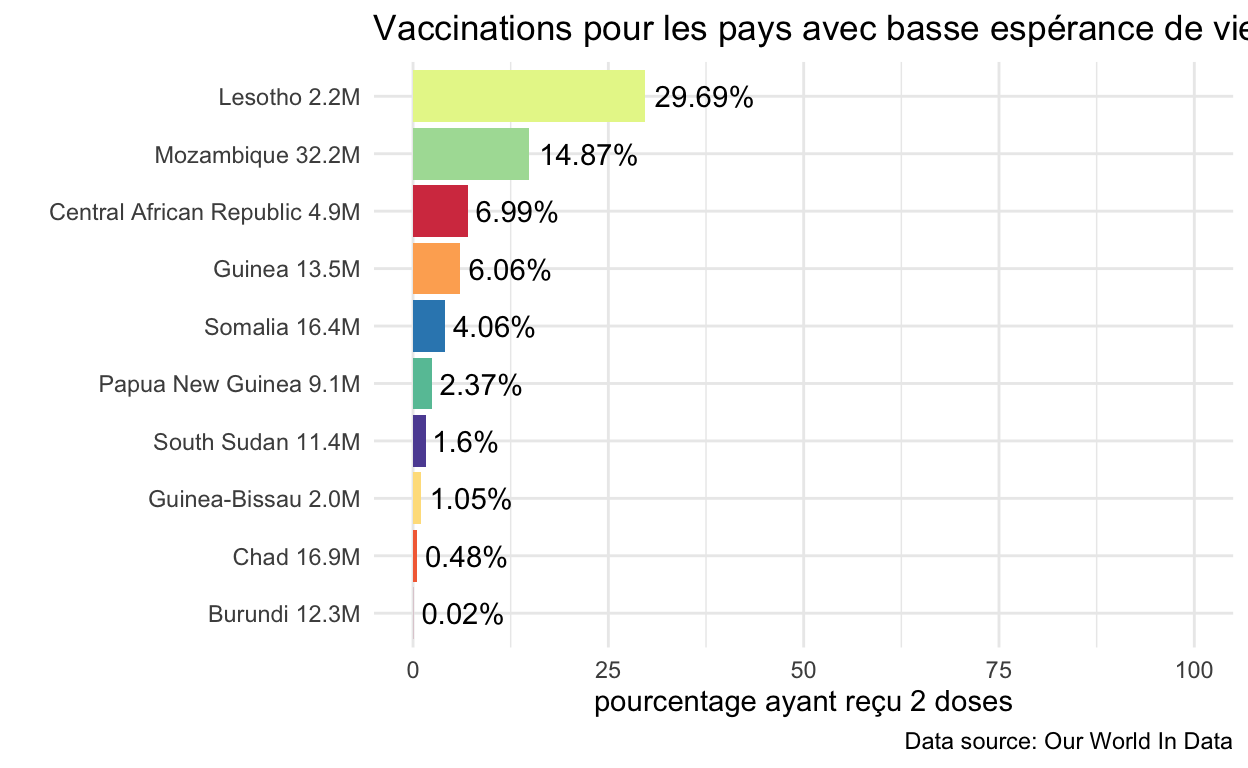 Vaccinations pour les pays avec basse espérance de vie
Lesotho 2.2M 29.69%
Mozambique 32.2M 14.87%
Central African Republic 4.9M 6.99%
Guinea 13.5M 6.06%
Somalia 16.4M 4.06%
Papua New Guinea 9.1M 2.37%
South Sudan 11.4M 1.6%
Guinea-Bissau 2.0M 1.05%
Chad 16.9M 0.48%
Burundi 12.3M 0.02%
0 25 50 75 100
pourcentage ayant reçu 2 doses
Data source: Our World In Data